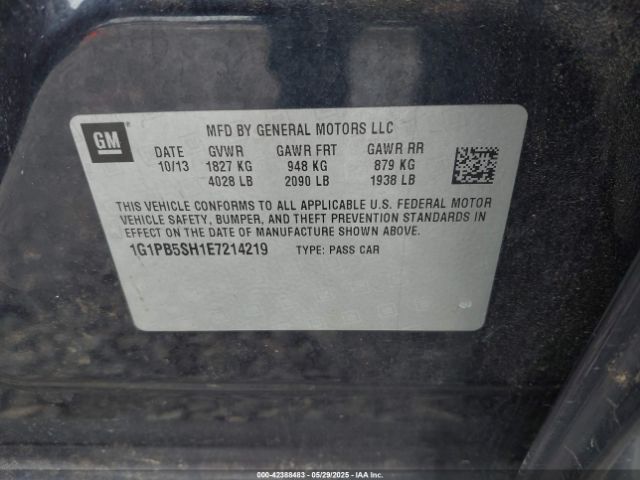 GM
MFD BY GENERAL MOTORS LLC
DATE GVWR GAWR FRT GAWR RR
10/13 1827 KG 948 KG 879 KG
4028 LB 2090 LB 1938 LB
THIS VEHICLE CONFORMS TO ALL APPLICABLE U.S. FEDERAL MOTOR
VEHICLE SAFETY, BUMPER, AND THEFT PREVENTION STANDARDS IN
EFFECT ON THE DATE OF MANUFACTURE SHOWN ABOVE.
1G1PB5SH1E7214219 TYPE: PASS CAR
000-42388483 - 05/29/2025 - IAA Inc.